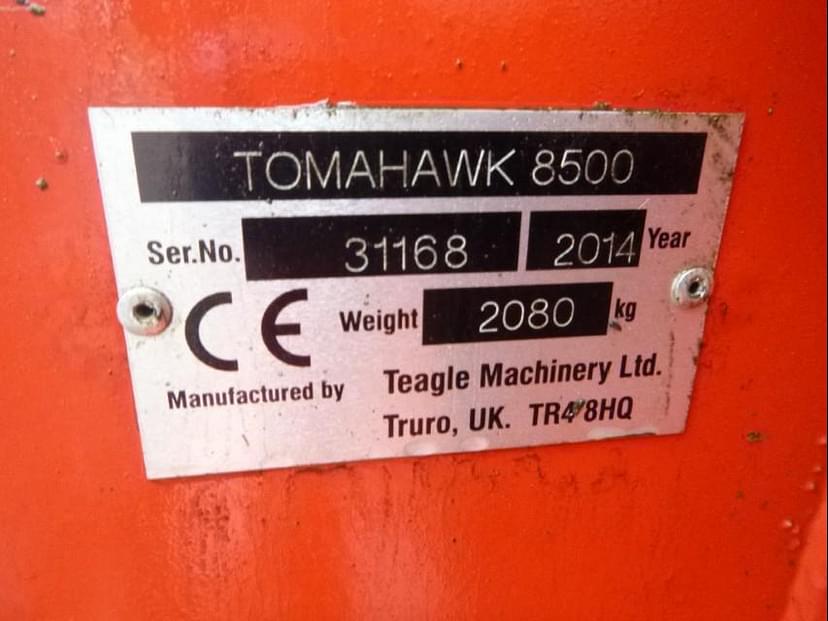 TOMAHAWK 8500
Ser.No. 31168 2014 Year
CE Weight 2080 kg
Manufactured by Teagle Machinery Ltd.
Truro, UK. TR4 8HQ